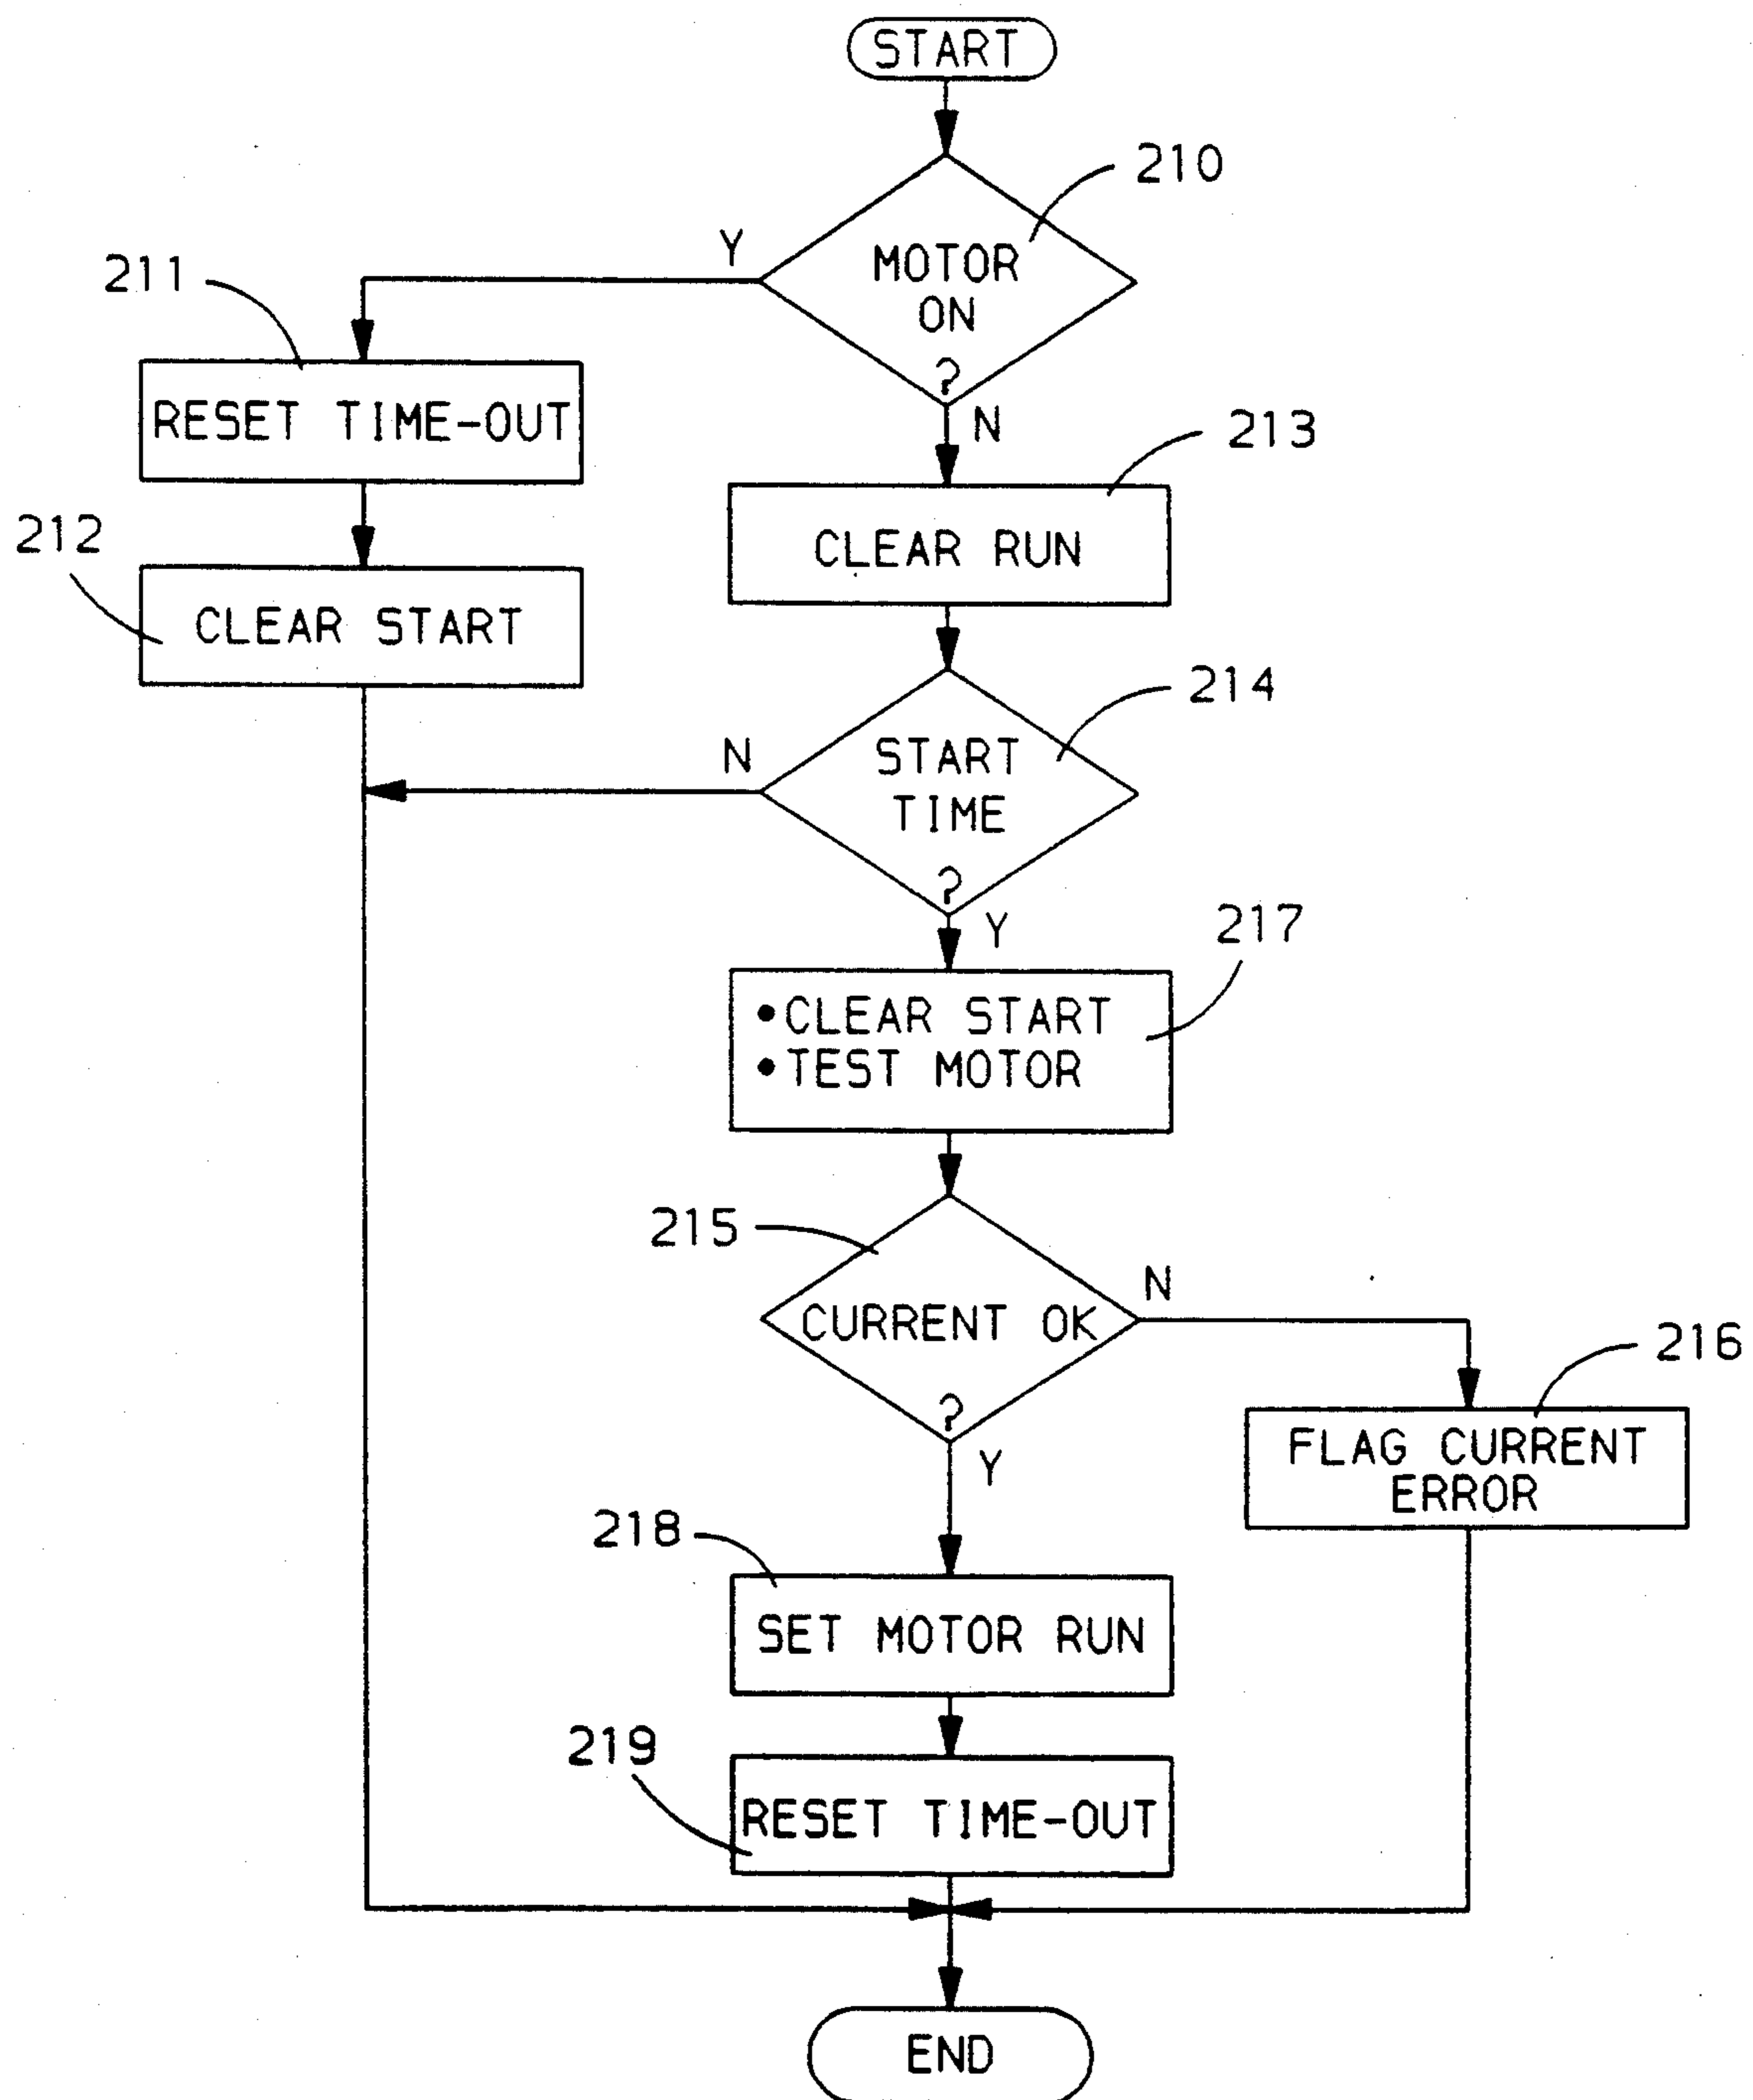 START
210
MOTOR
ON
?
Y
N
211
RESET TIME-OUT
213
CLEAR RUN
212
CLEAR START
214
START
TIME
?
N
Y
217
•CLEAR START
•TEST MOTOR
215
CURRENT OK
?
N
Y
216
FLAG CURRENT
ERROR
218
SET MOTOR RUN
219
RESET TIME-OUT
END